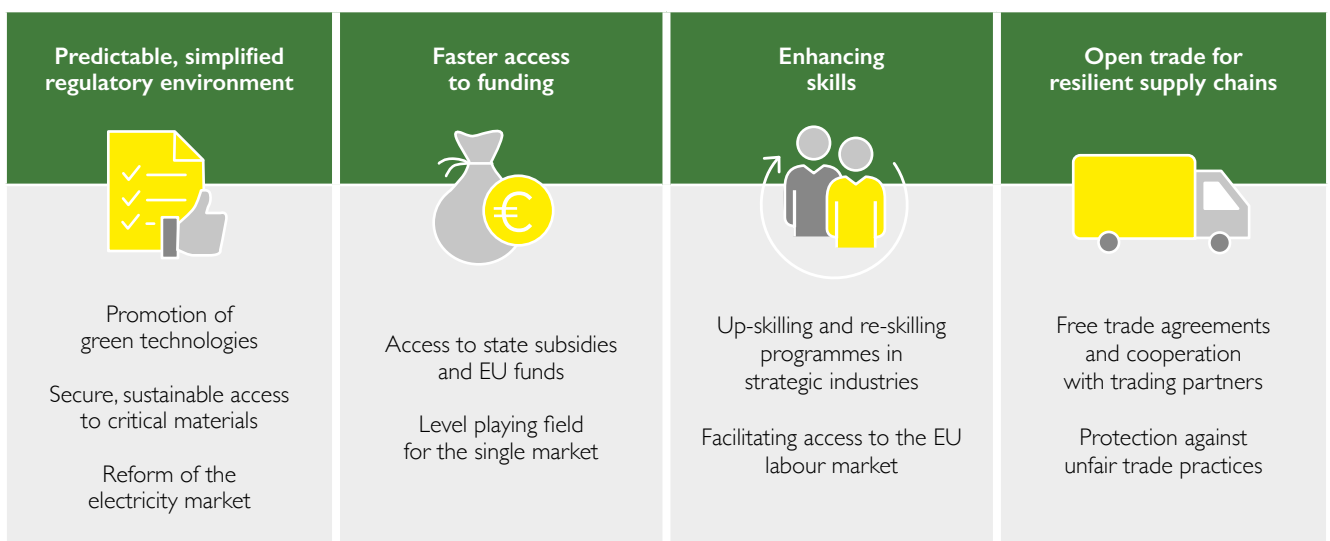 Predictable, simplified
regulatory environment
Promotion of
green technologies
Secure, sustainable access
to critical materials
Reform of the
electricity market
Faster access
to funding
€
Access to state subsidies
and EU funds
Level playing field
for the single market
Enhancing
skills
Up-skilling and re-skilling
programmes in
strategic industries
Facilitating access to the EU
labour market
Open trade for
resilient supply chains
Free trade agreements
and cooperation
with trading partners
Protection against
unfair trade practices